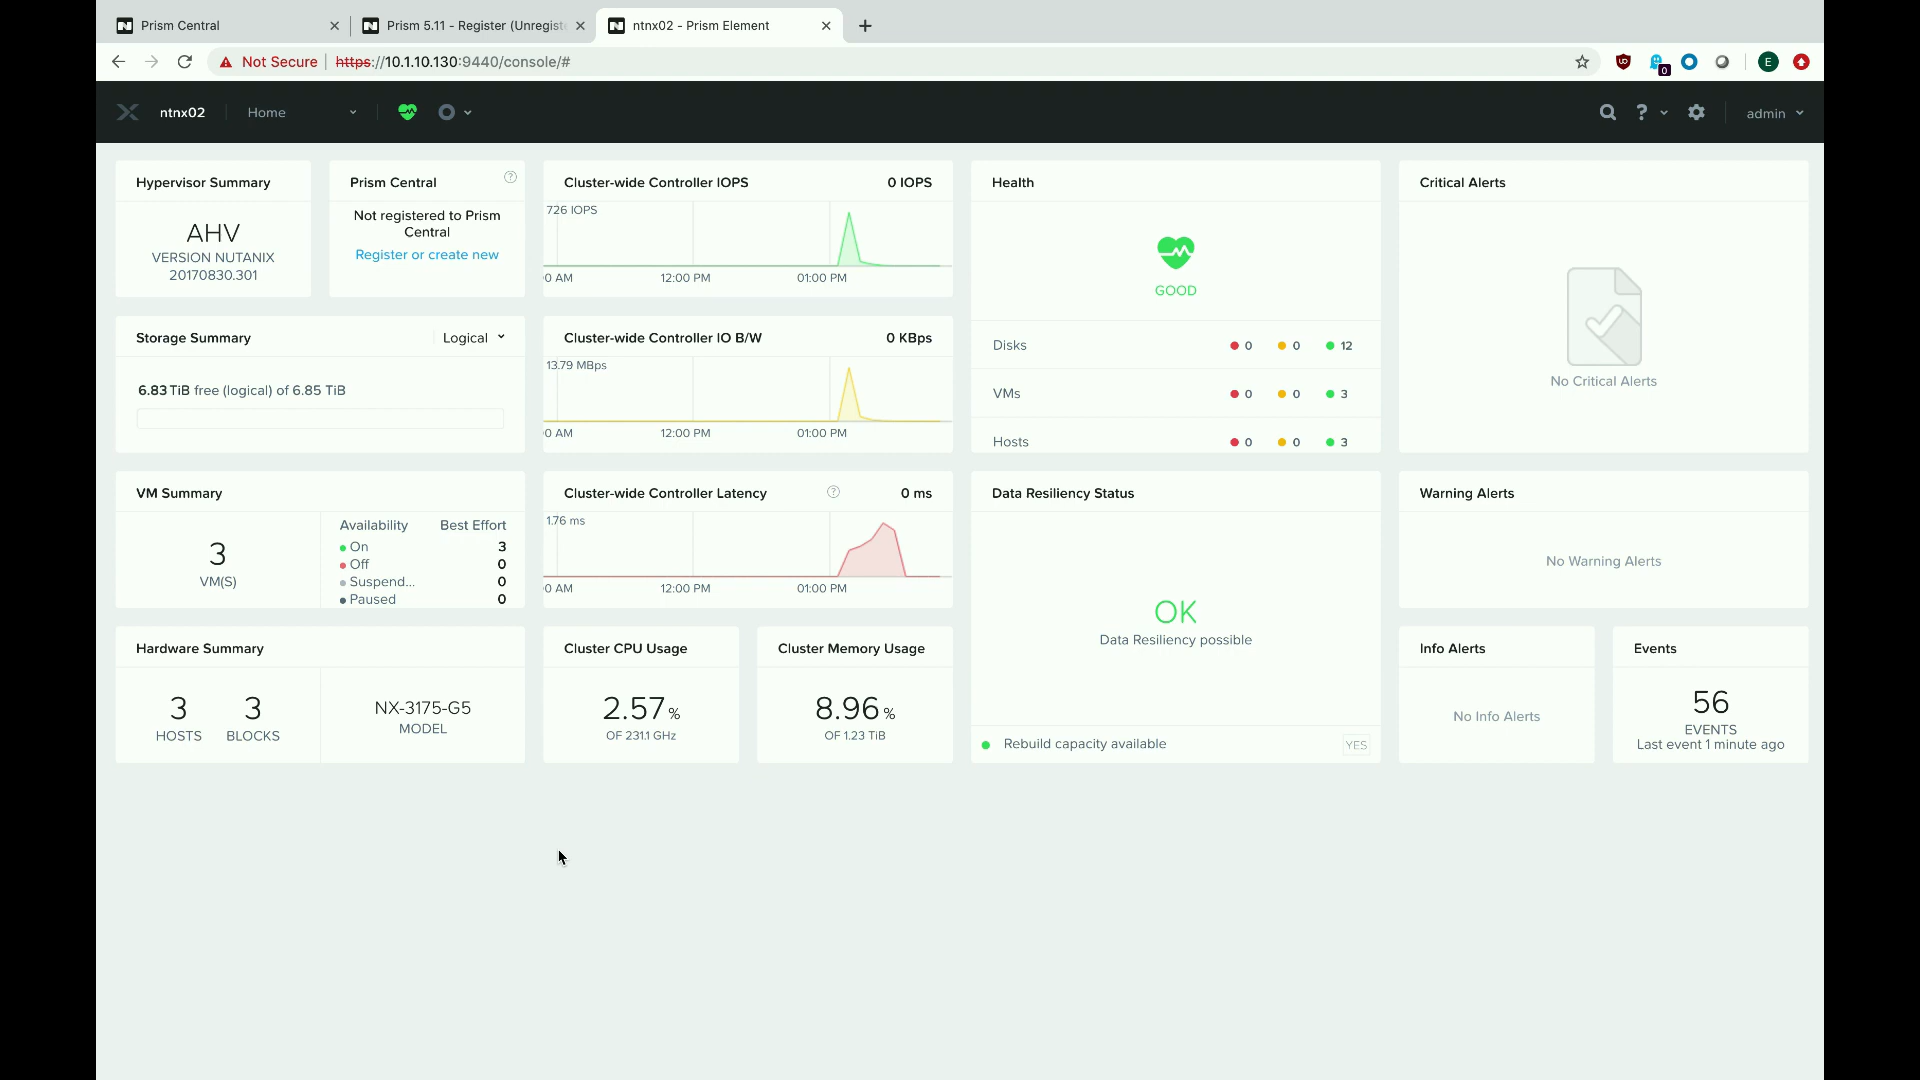 Prism Central
Prism 5.11 - Register (Unregiste
ntnx02 - Prism Element
Not Secure
https://10.1.10.130:9440/console/#
0
E
ntnx02
Home
?
admin
Hypervisor Summary
AHV
VERSION NUTANIX
20170830.301
Prism Central
?
Not registered to Prism
Central
Register or create new
Cluster-wide Controller IOPS
0 IOPS
726 IOPS
0 AM
12:00 PM
01:00 PM
Health
GOOD
Disks
0
0
12
VMs
0
0
3
Hosts
0
0
3
Critical Alerts
No Critical Alerts
Storage Summary
Logical
6.83 TiB free (logical) of 6.85 TiB
Cluster-wide Controller IO B/W
0 KBps
13.79 MBps
0 AM
12:00 PM
01:00 PM
VM Summary
3
VM(S)
Availability
Best Effort
On
3
Off
0
Suspend...
0
Paused
0
Cluster-wide Controller Latency
?
0 ms
1.76 ms
0 AM
12:00 PM
01:00 PM
Data Resiliency Status
OK
Data Resiliency possible
Rebuild capacity available
YES
Warning Alerts
No Warning Alerts
Hardware Summary
3
HOSTS
3
BLOCKS
NX-3175-G5
MODEL
Cluster CPU Usage
2.57 %
OF 231.1 GHz
Cluster Memory Usage
8.96 %
OF 1.23 TiB
Info Alerts
No Info Alerts
Events
56
EVENTS
Last event 1 minute ago